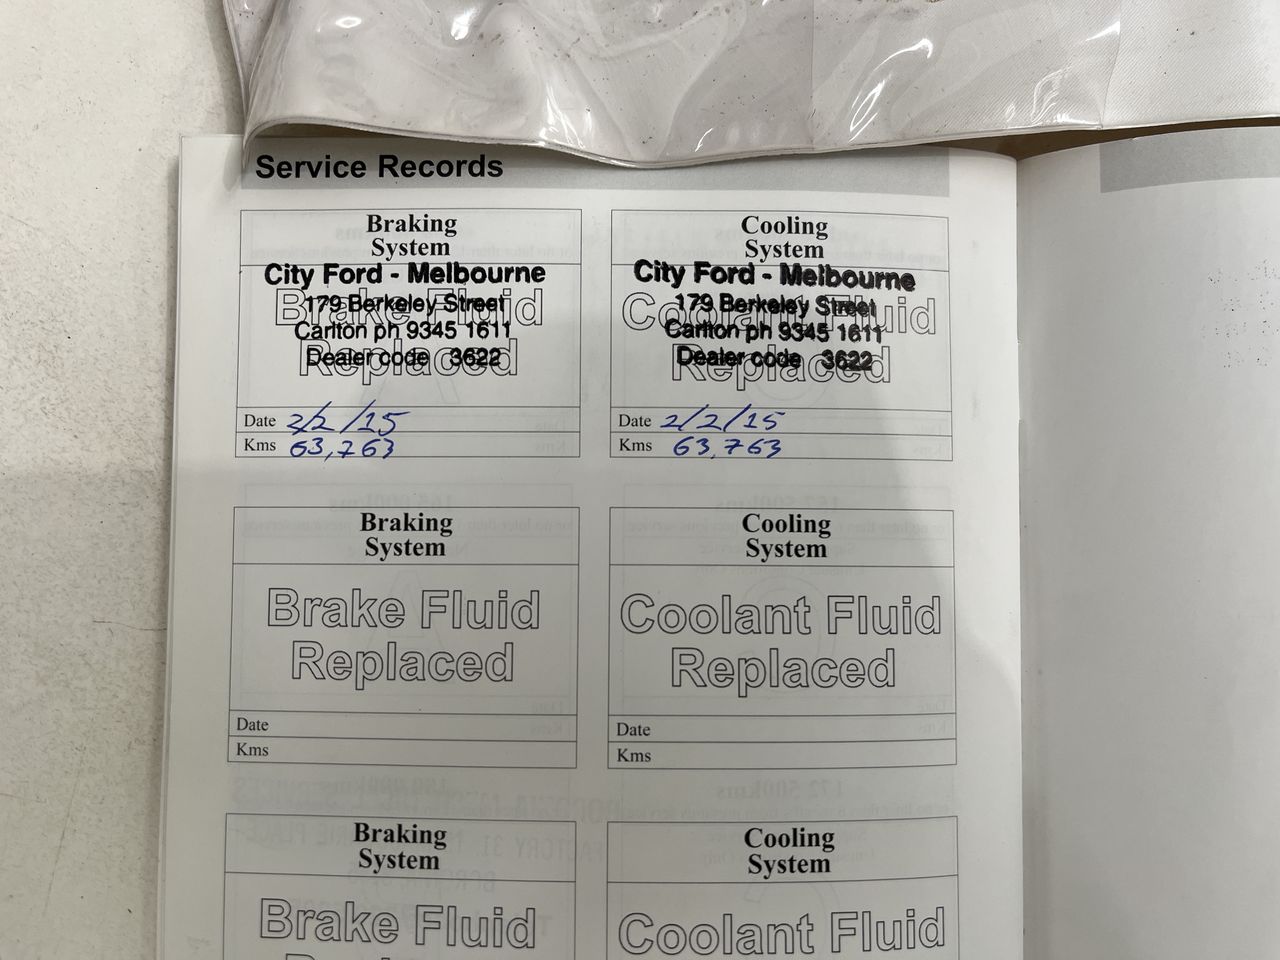 Service Records
Braking
System
City Ford - Melbourne
179 Berkeley Street
Carlton ph 9345 1611
Dealer code 3622
Brake Fluid
Replaced
Date 2/2/15
Kms 63,763
Cooling
System
City Ford - Melbourne
179 Berkeley Street
Carlton ph 9345 1611
Dealer code 3622
Coolant Fluid
Replaced
Date 2/2/15
Kms 63,763
Braking
System
Brake Fluid
Replaced
Date
Kms
Cooling
System
Coolant Fluid
Replaced
Date
Kms
Braking
System
Brake Fluid
Cooling
System
Coolant Fluid